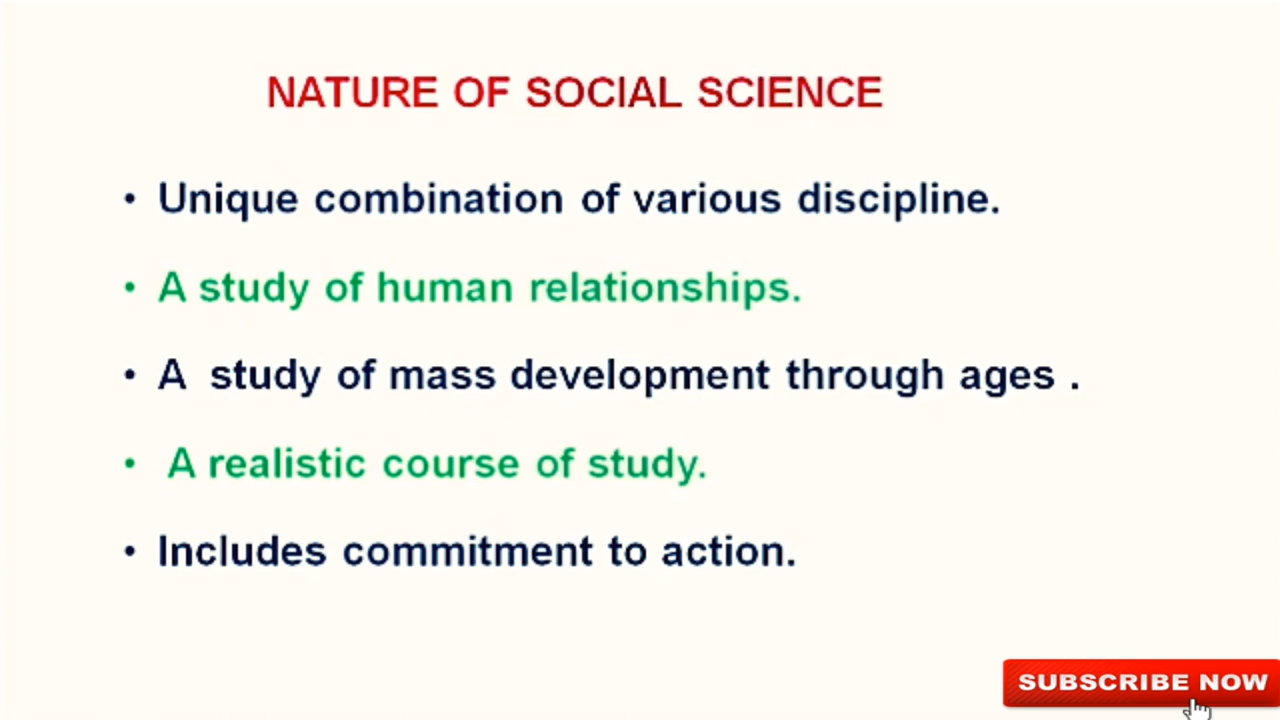 NATURE OF SOCIAL SCIENCE
• Unique combination of various discipline.
• A study of human relationships.
• A study of mass development through ages .
• A realistic course of study.
• Includes commitment to action.
SUBSCRIBE NOW